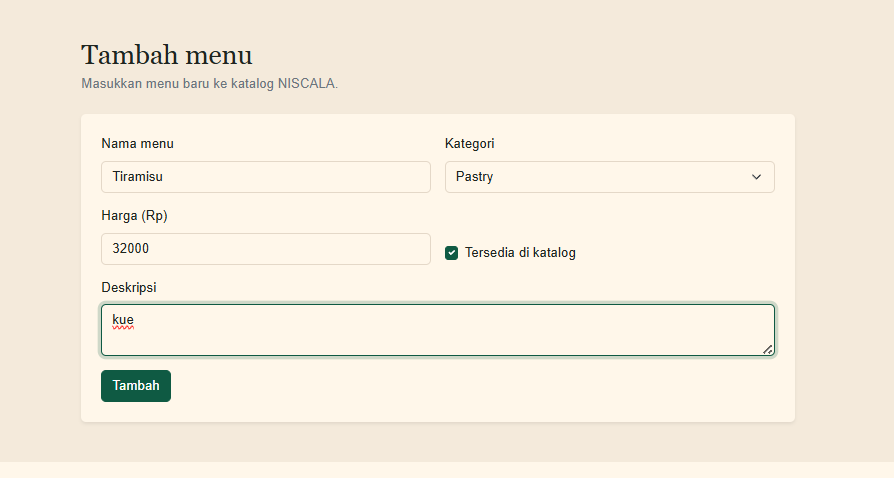 Tambah menu
Masukkan menu baru ke katalog NISCALA.
Nama menu
Kategori
Tiramisu
Pastry
Harga (Rp)
32000
Tersedia di katalog
Deskripsi
kue
Tambah